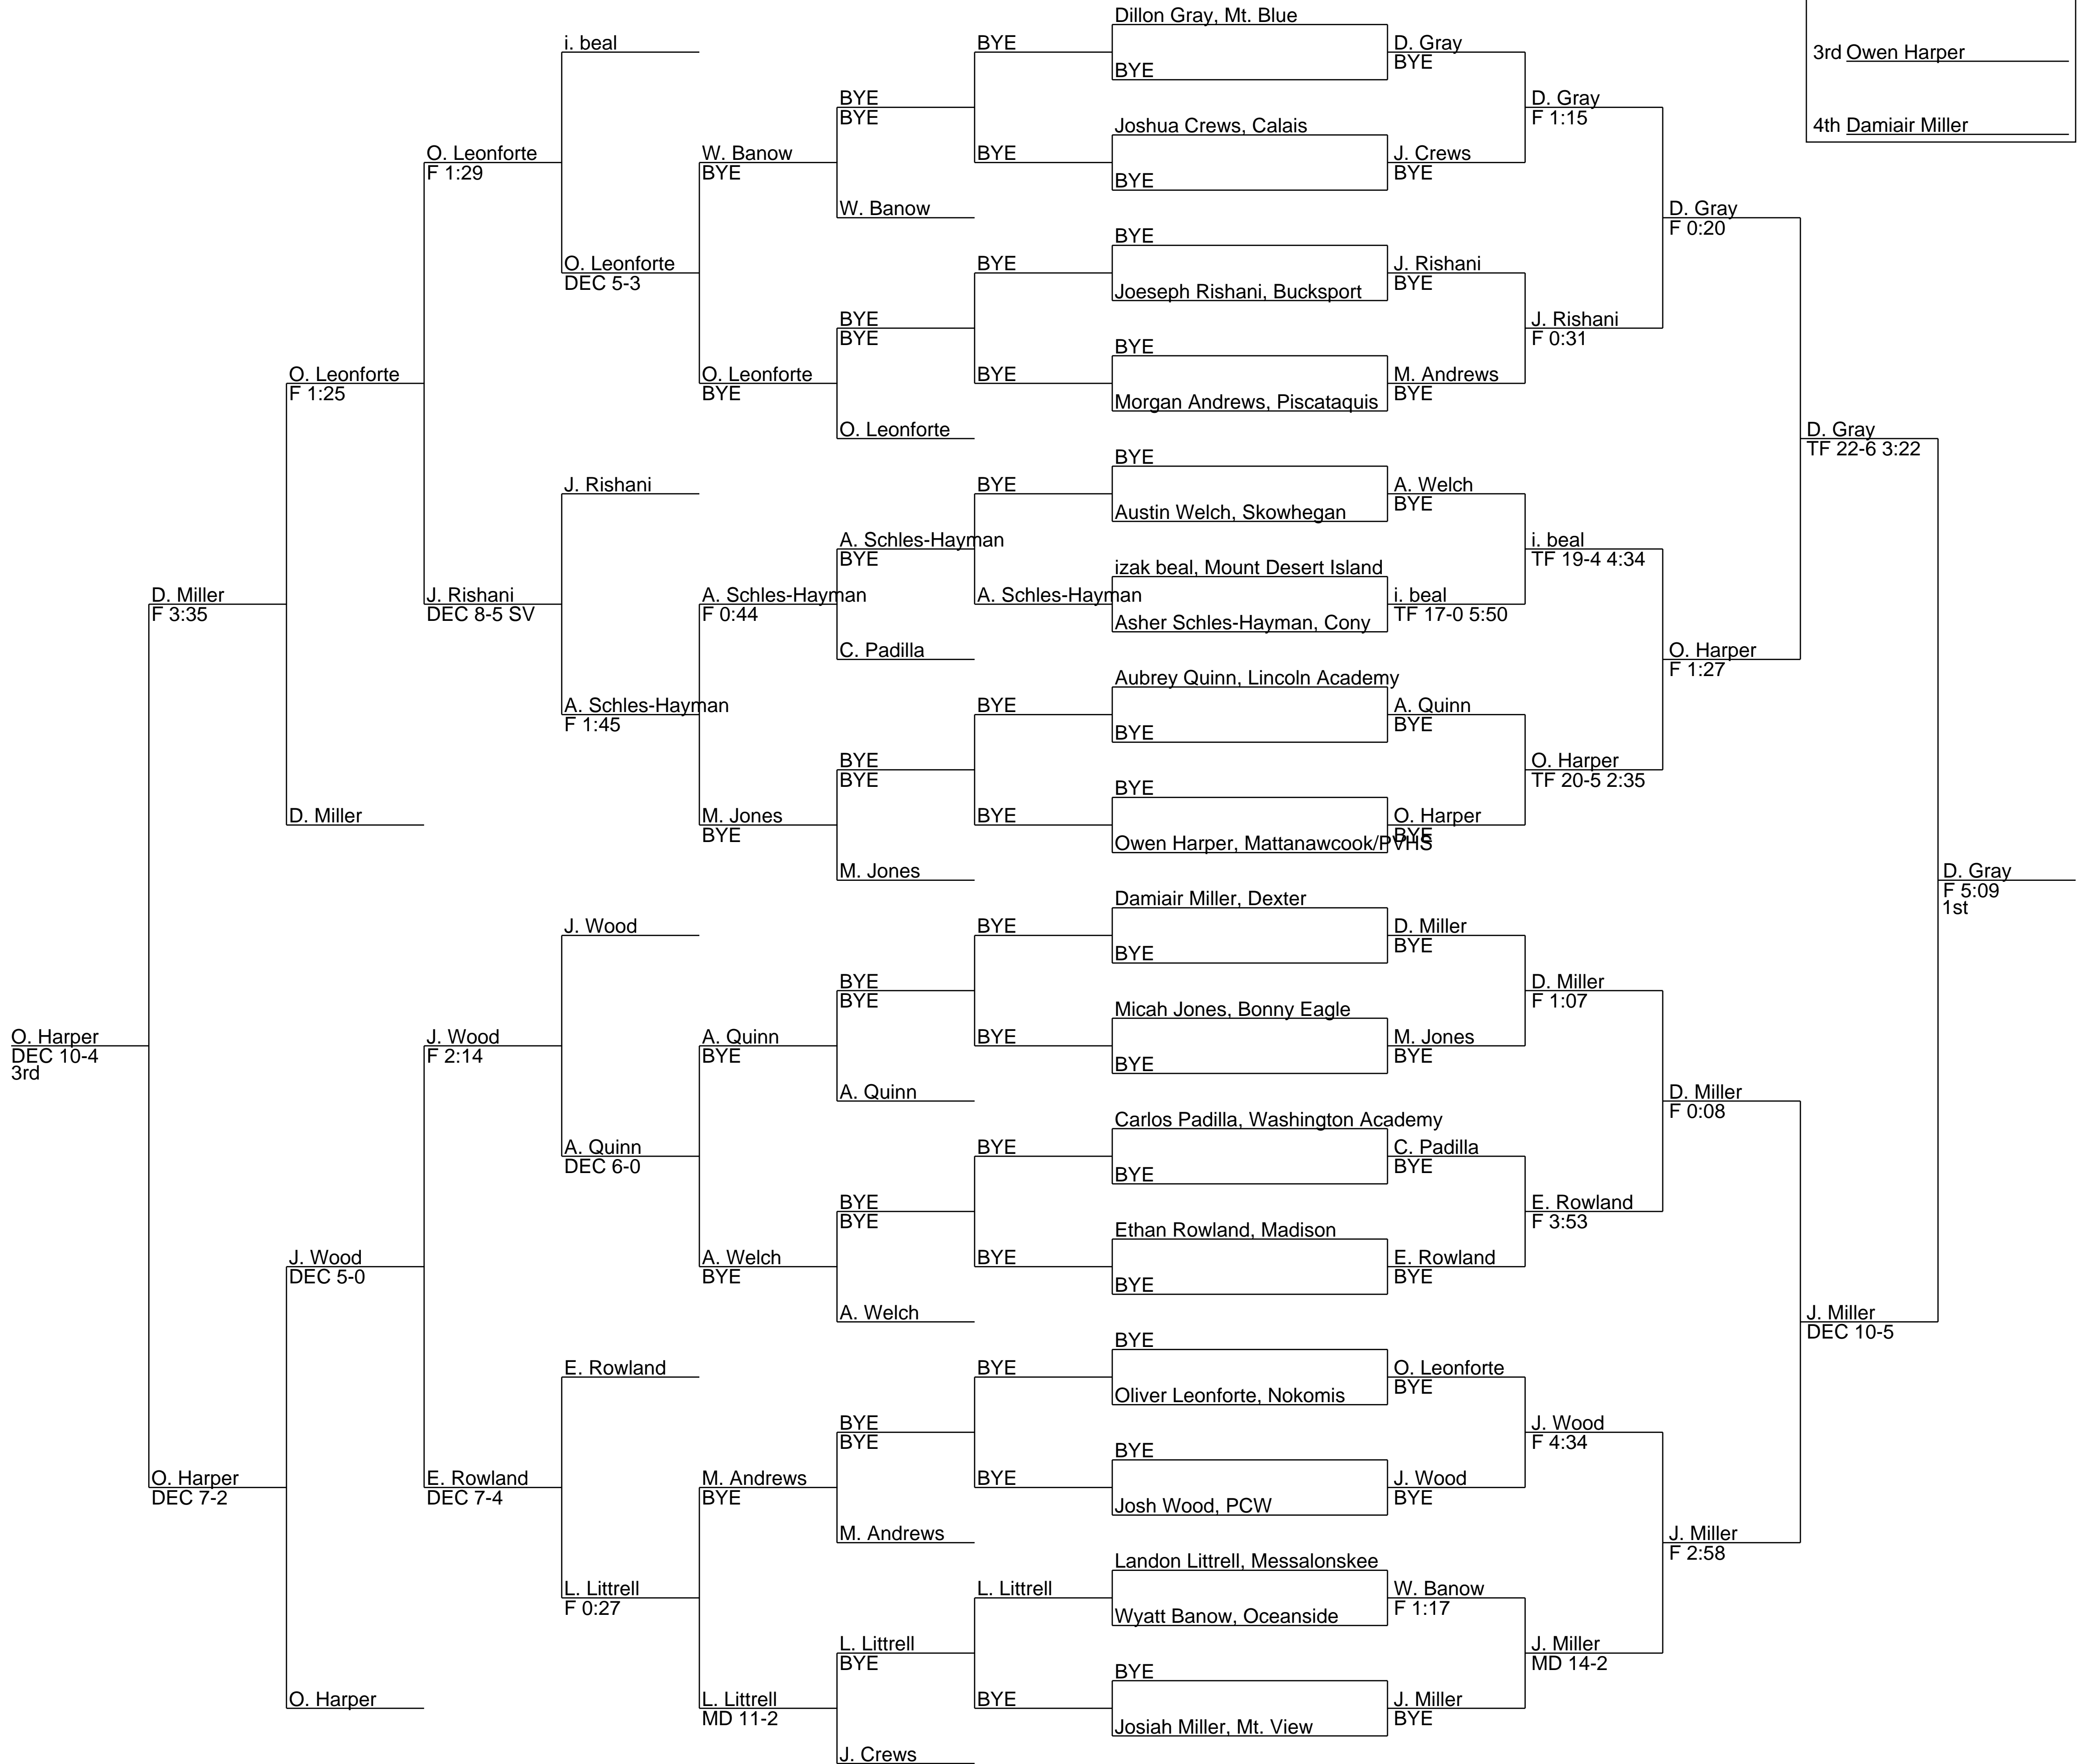 Dillon Gray, Mt. Blue
i. beal
BYE
D. Gray
BYE
3rd Owen Harper
BYE
BYE
BYE
D. Gray
F 1:15
Joshua Crews, Calais
4th Damiair Miller
O. Leonforte
F 1:29
W. Banow
BYE
BYE
J. Crews
BYE
BYE
W. Banow
D. Gray
F 0:20
BYE
O. Leonforte
DEC 5-3
BYE
J. Rishani
BYE
Joeseph Rishani, Bucksport
BYE
BYE
J. Rishani
F 0:31
BYE
O. Leonforte
F 1:25
O. Leonforte
BYE
BYE
M. Andrews
BYE
Morgan Andrews, Piscataquis
O. Leonforte
D. Gray
TF 22-6 3:22
BYE
J. Rishani
BYE
A. Welch
BYE
Austin Welch, Skowhegan
A. Schles-Hayman
BYE
i. beal
TF 19-4 4:34
izak beal, Mount Desert Island
D. Miller
F 3:35
J. Rishani
DEC 8-5 SV
A. Schles-Hayman
F 0:44
A. Schles-Hayman
i. beal
TF 17-0 5:50
Asher Schles-Hayman, Cony
C. Padilla
O. Harper
F 1:27
Aubrey Quinn, Lincoln Academy
A. Schles-Hayman
F 1:45
BYE
A. Quinn
BYE
BYE
BYE
BYE
O. Harper
TF 20-5 2:35
BYE
D. Miller
M. Jones
BYE
BYE
O. Harper
BYE
Owen Harper, Mattanawcook/PVHS
M. Jones
D. Gray
F 5:09
1st
Damiair Miller, Dexter
J. Wood
BYE
D. Miller
BYE
BYE
BYE
BYE
D. Miller
F 1:07
Micah Jones, Bonny Eagle
O. Harper
DEC 10-4
3rd
J. Wood
F 2:14
A. Quinn
BYE
BYE
M. Jones
BYE
BYE
A. Quinn
D. Miller
F 0:08
Carlos Padilla, Washington Academy
A. Quinn
DEC 6-0
BYE
C. Padilla
BYE
BYE
BYE
BYE
E. Rowland
F 3:53
Ethan Rowland, Madison
J. Wood
DEC 5-0
A. Welch
BYE
BYE
E. Rowland
BYE
BYE
A. Welch
J. Miller
DEC 10-5
BYE
E. Rowland
BYE
O. Leonforte
BYE
Oliver Leonforte, Nokomis
BYE
BYE
J. Wood
F 4:34
BYE
O. Harper
DEC 7-2
E. Rowland
DEC 7-4
M. Andrews
BYE
BYE
J. Wood
BYE
Josh Wood, PCW
M. Andrews
J. Miller
F 2:58
Landon Littrell, Messalonskee
L. Littrell
F 0:27
L. Littrell
W. Banow
F 1:17
Wyatt Banow, Oceanside
L. Littrell
BYE
J. Miller
MD 14-2
BYE
O. Harper
L. Littrell
MD 11-2
BYE
J. Miller
BYE
Josiah Miller, Mt. View
J. Crews